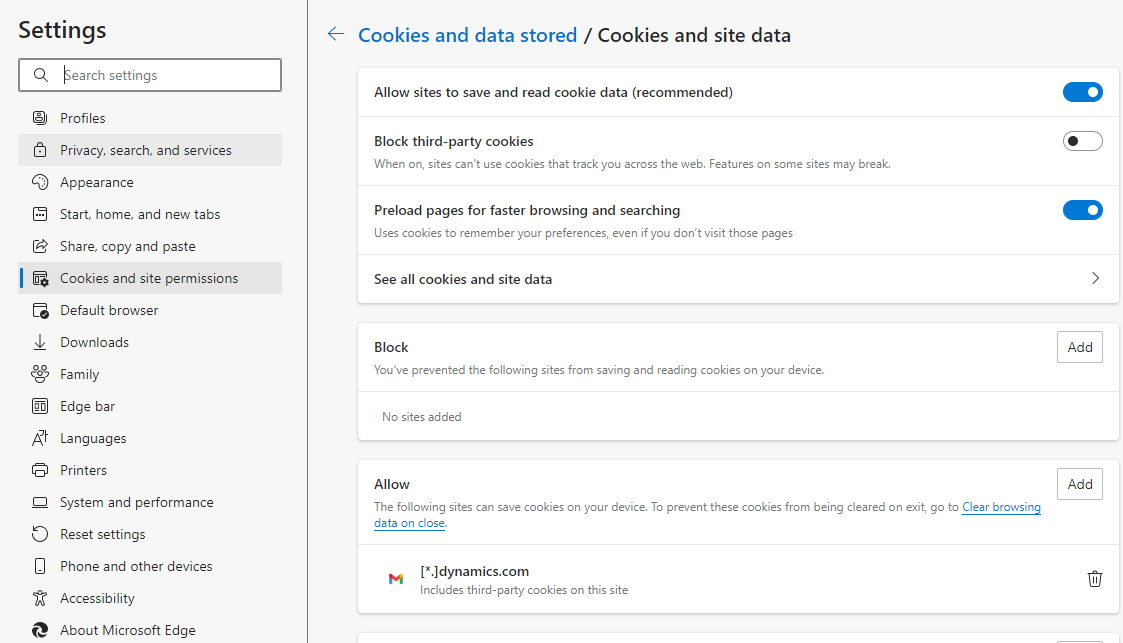 Settings
Search settings
Profiles
Privacy, search, and services
Appearance
Start, home, and new tabs
Share, copy and paste
Cookies and site permissions
Default browser
Downloads
Family
Edge bar
Languages
Printers
System and performance
Reset settings
Phone and other devices
Accessibility
About Microsoft Edge
Cookies and data stored / Cookies and site data
Allow sites to save and read cookie data (recommended)
Block third-party cookies
When on, sites can't use cookies that track you across the web. Features on some sites may break.
Preload pages for faster browsing and searching
Uses cookies to remember your preferences, even if you don’t visit those pages
See all cookies and site data
Block
Add
You've prevented the following sites from saving and reading cookies on your device.
No sites added
Allow
Add
The following sites can save cookies on your device. To prevent these cookies from being cleared on exit, go to Clear browsing
data on close.
[*.]dynamics.com
Includes third-party cookies on this site